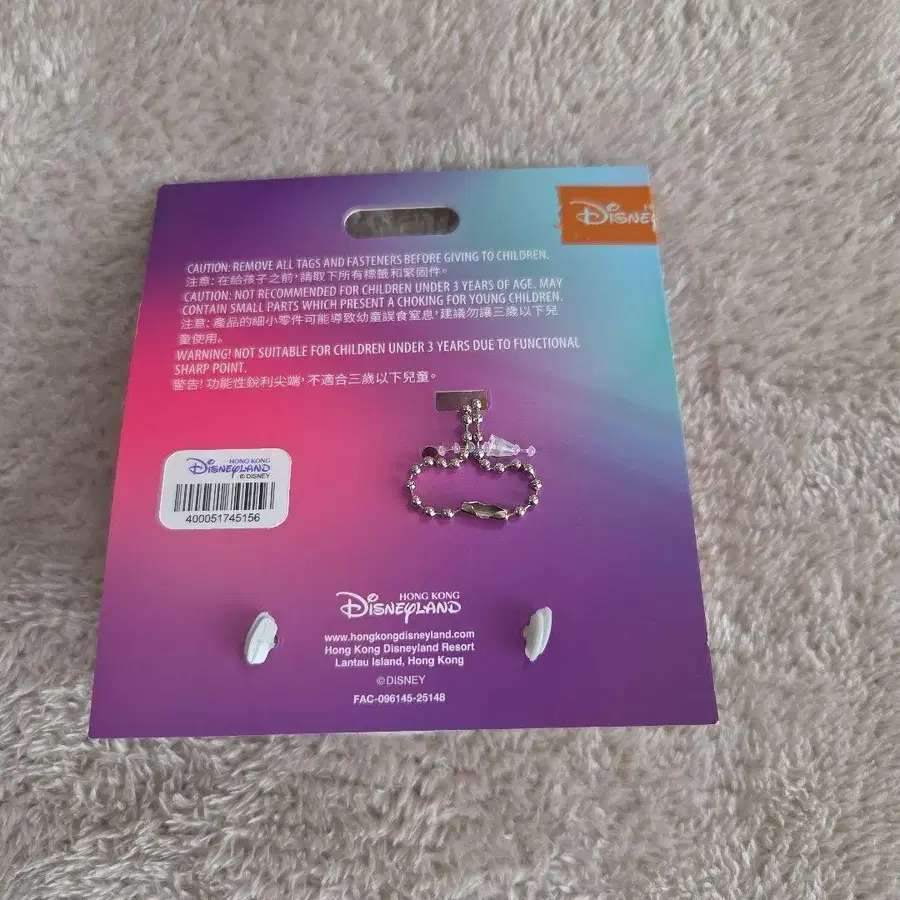 DISNEY
CAUTION: REMOVE ALL TAGS AND FASTENERS BEFORE GIVING TO CHILDREN.
注意: 在給孩子之前,請取下所有標籤和緊固件。
CAUTION: NOT RECOMMENDED FOR CHILDREN UNDER 3 YEARS OF AGE. MAY
CONTAIN SMALL PARTS WHICH PRESENT A CHOKING FOR YOUNG CHILDREN.
注意: 產品的細小零件可能導致幼童誤食窒息,建議勿讓三歲以下兒
童使用。
WARNING! NOT SUITABLE FOR CHILDREN UNDER 3 YEARS DUE TO FUNCTIONAL
SHARP POINT.
警告! 功能性銳利尖端, 不適合三歲以下兒童。
HONG KONG
DISNEYLAND
© DISNEY
400051745156
HONG KONG
DISNEYLAND
www.hongkongdisneyland.com
Hong Kong Disneyland Resort
Lantau Island, Hong Kong
©DISNEY
FAC-096145-25148